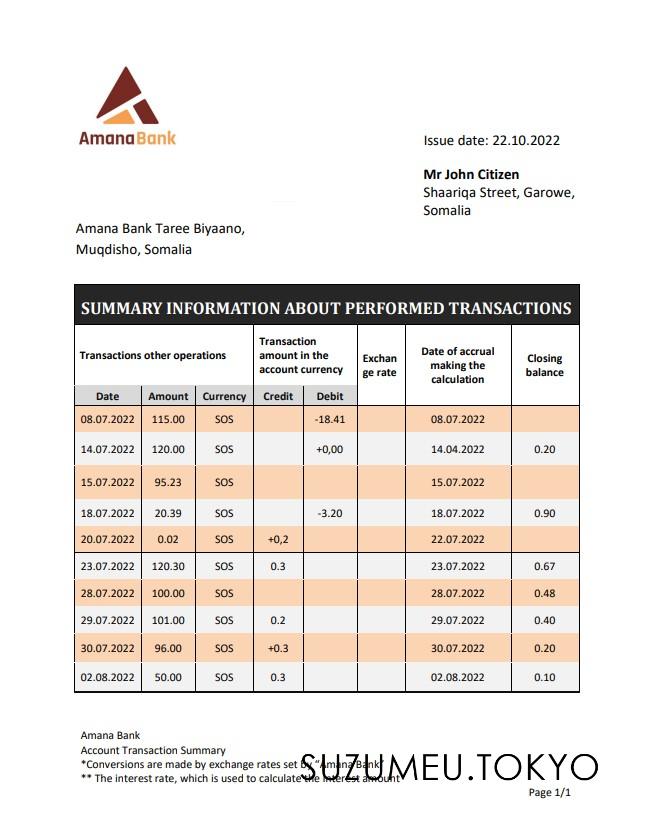 AmanaBank
Issue date: 22.10.2022
Mr John Citizen
Shaariqa Street, Garowe,
Somalia
Amana Bank Taree Biyaano,
Muqdisho, Somalia
SUMMARY INFORMATION ABOUT PERFORMED TRANSACTIONS
Transactions other operations
Transaction
amount in the
account currency
Exchan
ge rate
Date of accrual
making the
calculation
Closing
balance
Date Amount Currency Credit Debit
08.07.2022 115.00 SOS -18.41 08.07.2022
14.07.2022 120.00 SOS +0,00 14.04.2022 0.20
15.07.2022 95.23 SOS 15.07.2022
18.07.2022 20.39 SOS -3.20 18.07.2022 0.90
20.07.2022 0.02 SOS +0,2 22.07.2022
23.07.2022 120.30 SOS 0.3 23.07.2022 0.67
28.07.2022 100.00 SOS 28.07.2022 0.48
29.07.2022 101.00 SOS 0.2 29.07.2022 0.40
30.07.2022 96.00 SOS +0.3 30.07.2022 0.20
02.08.2022 50.00 SOS 0.3 02.08.2022 0.10
Amana Bank
Account Transaction Summary
*Conversions are made by exchange rates set by "Amana Bank"
** The interest rate, which is used to calculate the interest amount
SUZUMEU.TOKYO
Page 1/1